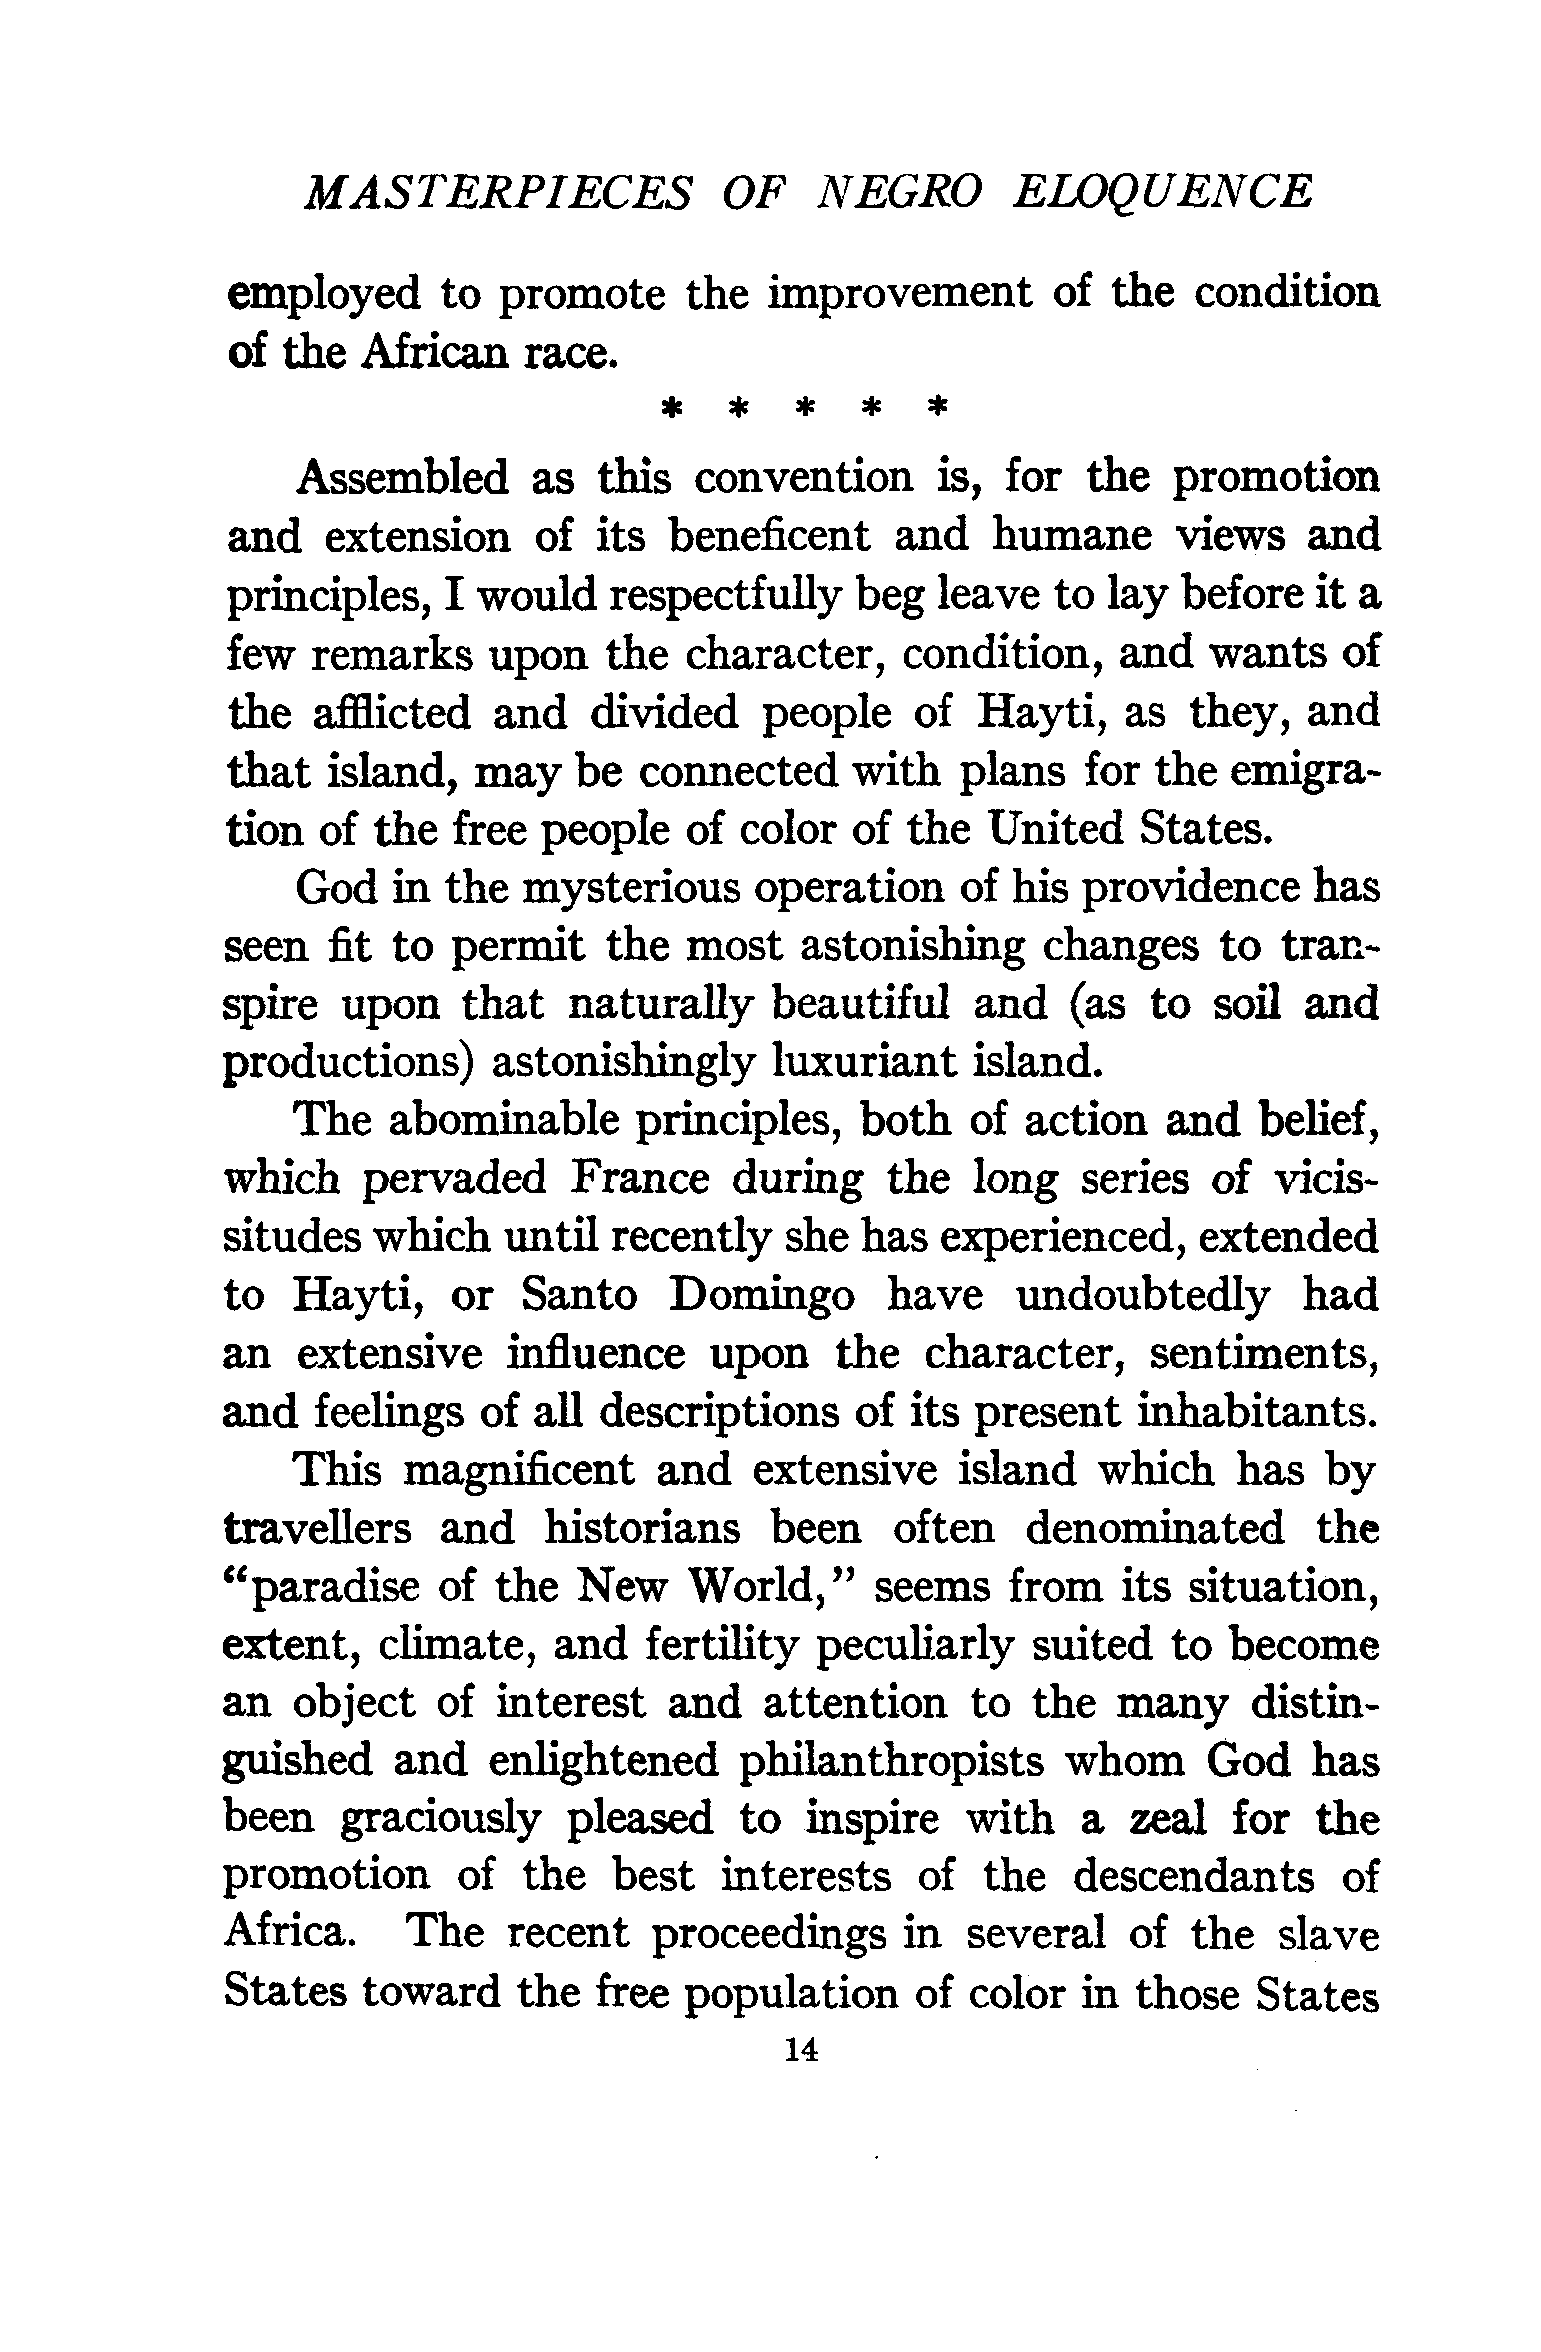 MASTERPIECES OF NEGRO ELOQUENCE
employed to promote the improvement of the condition
of the African race.
* * * * *
Assembled as this convention is, for the promotion
and extension of its beneficent and humane views and
principles, I would respectfully beg leave to lay before it a
few remarks upon the character, condition, and wants of
the afflicted and divided people of Hayti, as they, and
that island, may be connected with plans for the emigra-
tion of the free people of color of the United States.
God in the mysterious operation of his providence has
seen fit to permit the most astonishing changes to tran-
spire upon that naturally beautiful and (as to soil and
productions) astonishingly luxuriant island.
The abominable principles, both of action and belief,
which pervaded France during the long series of vicis-
situdes which until recently she has experienced, extended
to Hayti, or Santo Domingo have undoubtedly had
an extensive influence upon the character, sentiments,
and feelings of all descriptions of its present inhabitants.
This magnificent and extensive island which has by
travellers and historians been often denominated the
“paradise of the New World,” seems from its situation,
extent, climate, and fertility peculiarly suited to become
an object of interest and attention to the many distin-
guished and enlightened philanthropists whom God has
been graciously pleased to inspire with a zeal for the
promotion of the best interests of the descendants of
Africa. The recent proceedings in several of the slave
States toward the free population of color in those States
14